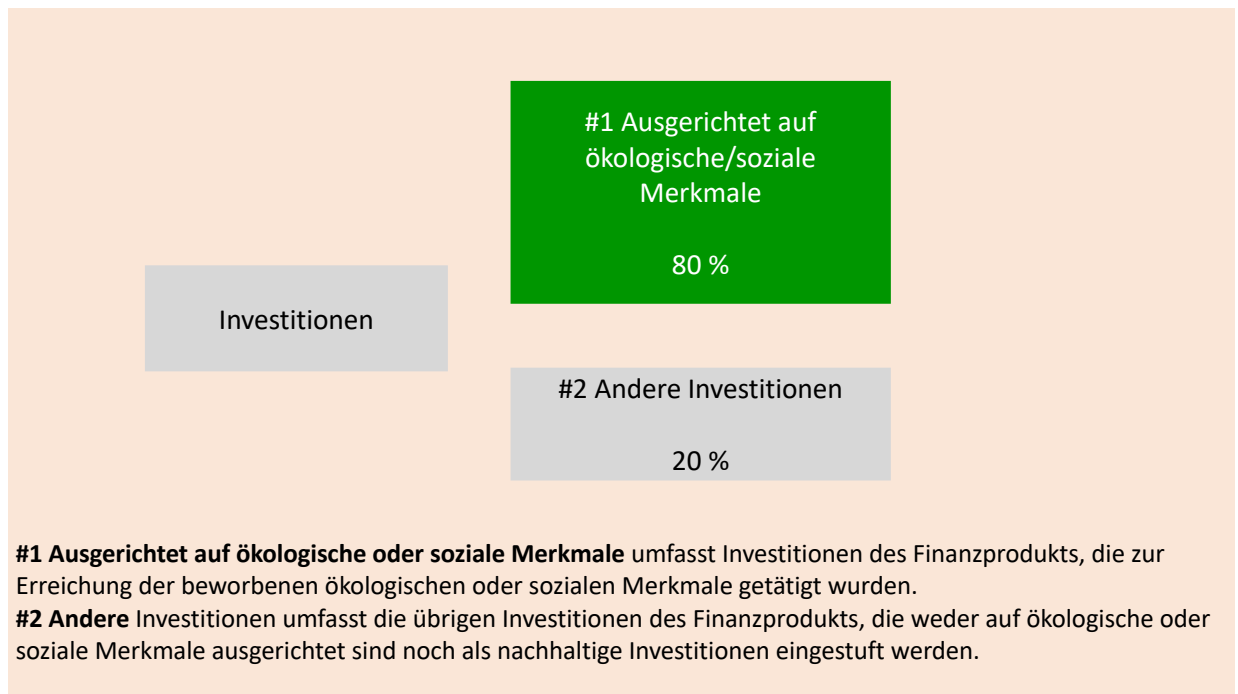 #1 Ausgerichtet auf
ökologische/soziale
Merkmale
80 %
Investitionen
#2 Andere Investitionen
20 %
#1 Ausgerichtet auf ökologische oder soziale Merkmale umfasst Investitionen des Finanzprodukts, die zur
Erreichung der beworbenen ökologischen oder sozialen Merkmale getätigt wurden.
#2 Andere Investitionen umfasst die übrigen Investitionen des Finanzprodukts, die weder auf ökologische oder
soziale Merkmale ausgerichtet sind noch als nachhaltige Investitionen eingestuft werden.